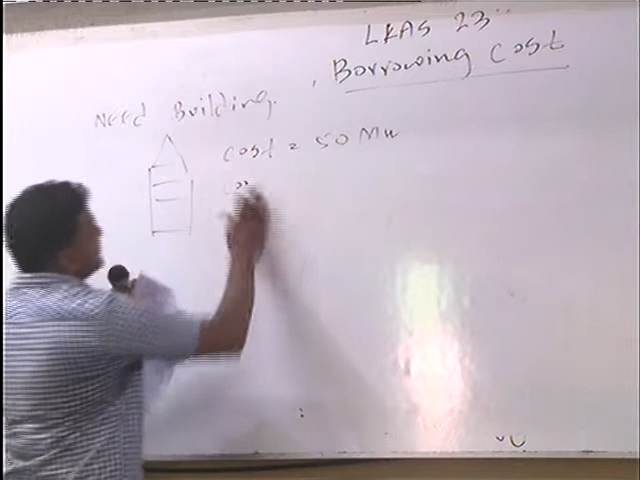 LKAS 23
Borrowing Cost
Need Building.
Cost = 50 Mn